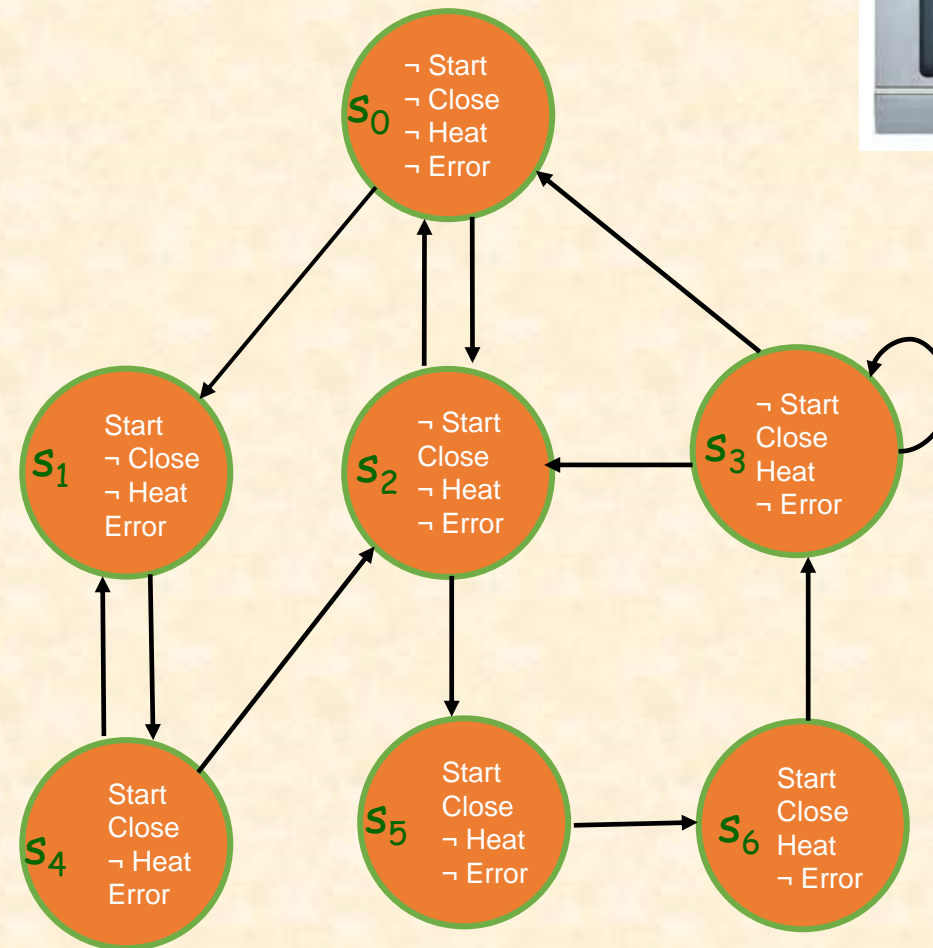 ¬ Start
¬ Close
¬ Heat
¬ Error
s0
Start
¬ Close
¬ Heat
Error
s1
¬ Start
Close
¬ Heat
¬ Error
s2
¬ Start
Close
Heat
¬ Error
s3
Start
Close
¬ Heat
Error
s4
Start
Close
¬ Heat
¬ Error
s5
Start
Close
Heat
¬ Error
s6